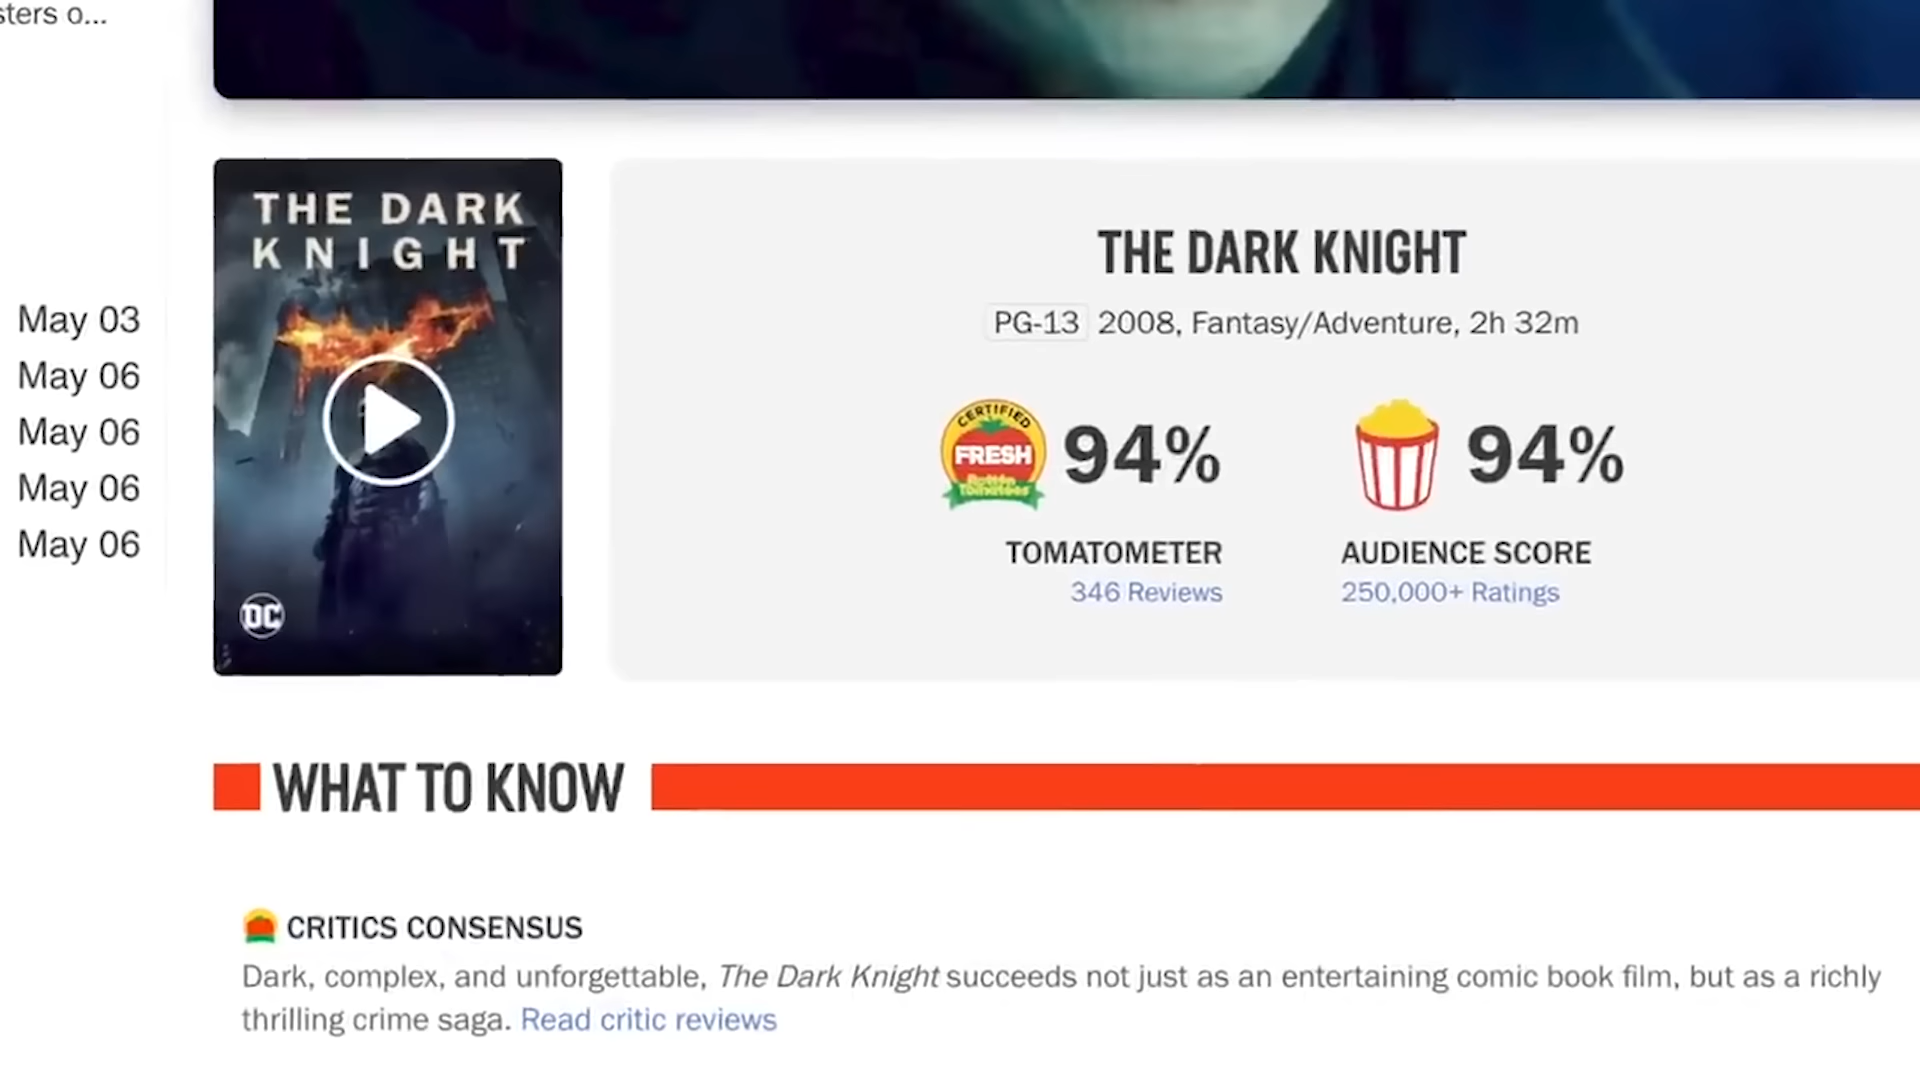 sters o...
May 03
May 06
May 06
May 06
May 06
THE DARK
KNIGHT
DC
THE DARK KNIGHT
PG-13 2008, Fantasy/Adventure, 2h 32m
CERTIFIED
FRESH
Rotten
Tomatoes
94%
TOMATOMETER
346 Reviews
94%
AUDIENCE SCORE
250,000+ Ratings
WHAT TO KNOW
CRITICS CONSENSUS
Dark, complex, and unforgettable, The Dark Knight succeeds not just as an entertaining comic book film, but as a richly
thrilling crime saga. Read critic reviews